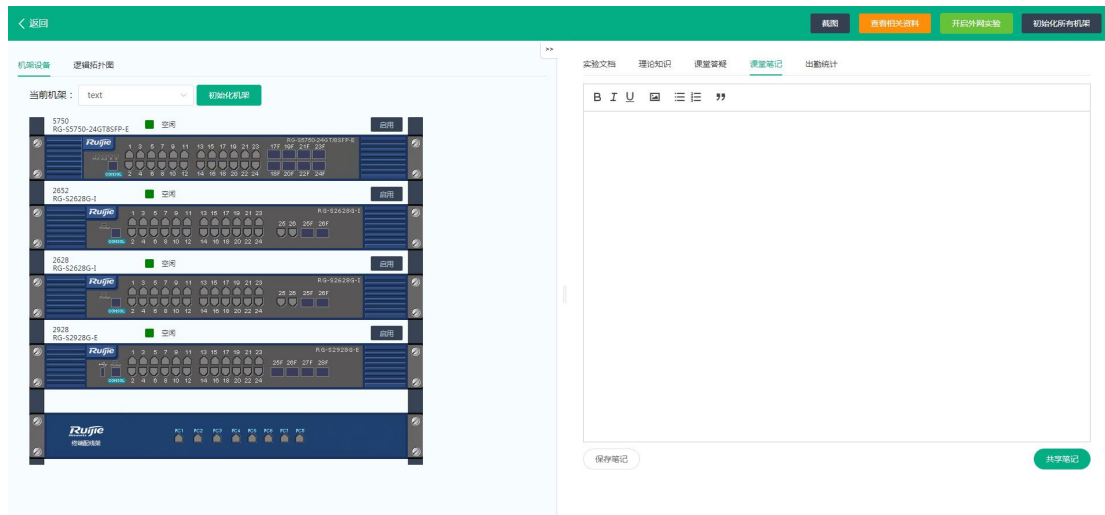 返回
截图 查看相关资料 开启外网实验 初始化所有机架
>>
机架设备 逻辑拓扑图
当前机架： text 初始化机架
5750
RG-S5750-24GT8SFP-E 空闲 启用
Ruijie RG-S5750-24GT/8SFP-E
1 3 5 7 9 11 13 15 17 19 21 23 17F 19F 21F 23F
CONSOL 2 4 6 8 10 12 14 16 18 20 22 24 18F 20F 22F 24F
2652
RG-S2628G-I 空闲 启用
Ruijie RG-S2628G-I
1 3 5 7 9 11 13 15 17 19 21 23
25 26 25F 26F
CONSOL 2 4 6 8 10 12 14 16 18 20 22 24
2628
RG-S2628G-I 空闲 启用
Ruijie RG-S2628G-I
1 3 5 7 9 11 13 15 17 19 21 23
25 26 25F 26F
CONSOL 2 4 6 8 10 12 14 16 18 20 22 24
2928
RG-S2928G-E 空闲 启用
Ruijie RG-S2928G-E
1 3 5 7 9 11 13 15 17 19 21 23
25F 26F 27F 28F
CONSOL 2 4 6 8 10 12 14 16 18 20 22 24
Ruijie
终端配线架
PC1 PC2 PC3 PC4 PC5 PC6 PC7 PC8
实验文档 理论知识 课堂答疑 课堂笔记 出勤统计
B I U
保存笔记 共享笔记